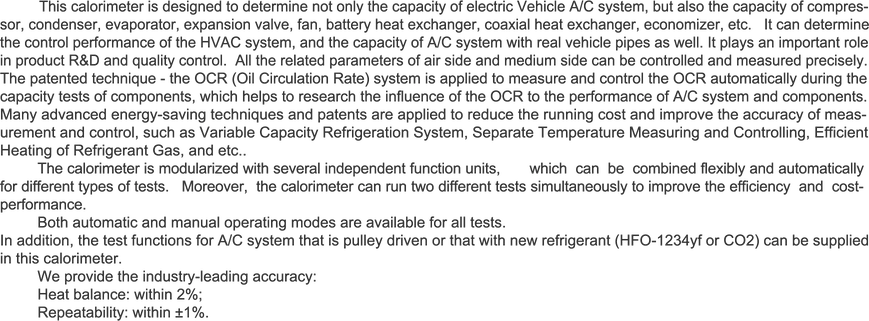 This calorimeter is designed to determine not only the capacity of electric Vehicle A/C system, but also the capacity of compres-
sor, condenser, evaporator, expansion valve, fan, battery heat exchanger, coaxial heat exchanger, economizer, etc.   It can determine
the control performance of the HVAC system, and the capacity of A/C system with real vehicle pipes as well. It plays an important role
in product R&D and quality control.  All the related parameters of air side and medium side can be controlled and measured precisely.
The patented technique - the OCR (Oil Circulation Rate) system is applied to measure and control the OCR automatically during the
capacity tests of components, which helps to research the influence of the OCR to the performance of A/C system and components.
Many advanced energy-saving techniques and patents are applied to reduce the running cost and improve the accuracy of meas-
urement and control, such as Variable Capacity Refrigeration System, Separate Temperature Measuring and Controlling, Efficient
Heating of Refrigerant Gas, and etc..
The calorimeter is modularized with several independent function units,      which  can  be  combined flexibly and automatically
for different types of tests.   Moreover,  the calorimeter can run two different tests simultaneously to improve the efficiency  and  cost-
performance.
Both automatic and manual operating modes are available for all tests.
In addition, the test functions for A/C system that is pulley driven or that with new refrigerant (HFO-1234yf or CO2) can be supplied
in this calorimeter.
We provide the industry-leading accuracy:
Heat balance: within 2%;
Repeatability: within ±1%.